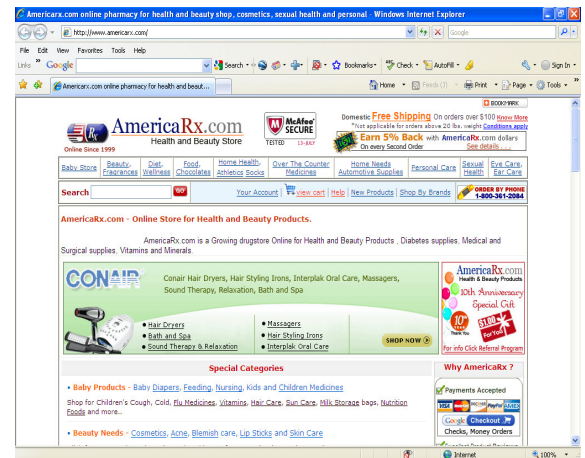 Americarx.com online pharmacy for health and beauty shop, cosmetics, sexual health and personal - Windows Internet Explorer
http://www.americarx.com/
Google
File Edit View Favorites Tools Help
Links » Google Search Bookmarks Check AutoFill Sign In
Americarx.com online pharmacy for health and beaut...
Home Feeds (J) Print Page Tools »
BOOKMARK
AmericaRx.com
Health and Beauty Store
Online Since 1999
McAfee
SECURE
TESTED 13-JULY
Domestic Free Shipping On orders over $100 Know More
*Not applicable for orders above 20 lbs. weight Conditions apply
Earn 5% Back with AmericaRx.com dollars
On every Second Order See details . . .
Baby Store
Beauty, Fragrances
Diet, Wellness
Food, Chocolates
Home Health, Athletics Socks
Over The Counter Medicines
Home Needs Automotive Supplies
Personal Care
Sexual Health
Eye Care, Ear Care
Search GO Your Account | view cart | Help | New Products | Shop By Brands
ORDER BY PHONE
1-800-361-2084
AmericaRx.com - Online Store for Health and Beauty Products.
AmericaRx.com is a Growing drugstore Online for Health and Beauty Products , Diabetes supplies, Medical and
Surgical supplies, Vitamins and Minerals.
CONAIR
Conair Hair Dryers, Hair Styling Irons, Interplak Oral Care, Massagers,
Sound Therapy, Relaxation, Bath and Spa
• Hair Dryers
• Bath and Spa
• Sound Therapy & Relaxation
• Massagers
• Hair Styling Irons
• Interplak Oral Care
SHOP NOW
AmericaRx.com
Health & Beauty Products
10th Anniversary
Special Gift
10th
Thank You
$1.00
For You
For info Click Referral Program
Special Categories
• Baby Products - Baby Diapers, Feeding, Nursing, Kids and Children Medicines
Shop for Children's Cough, Cold, Flu Medicines, Vitamins, Hair Care, Sun Care, Milk Storage bags, Nutrition
Foods and more..
• Beauty Needs - Cosmetics, Acne, Blemish care, Lip Sticks and Skin Care
Why AmericaRx ?
Payments Accepted
VISA PayPal AMEX
Google Checkout
Checks, Money Orders
Internet 100%